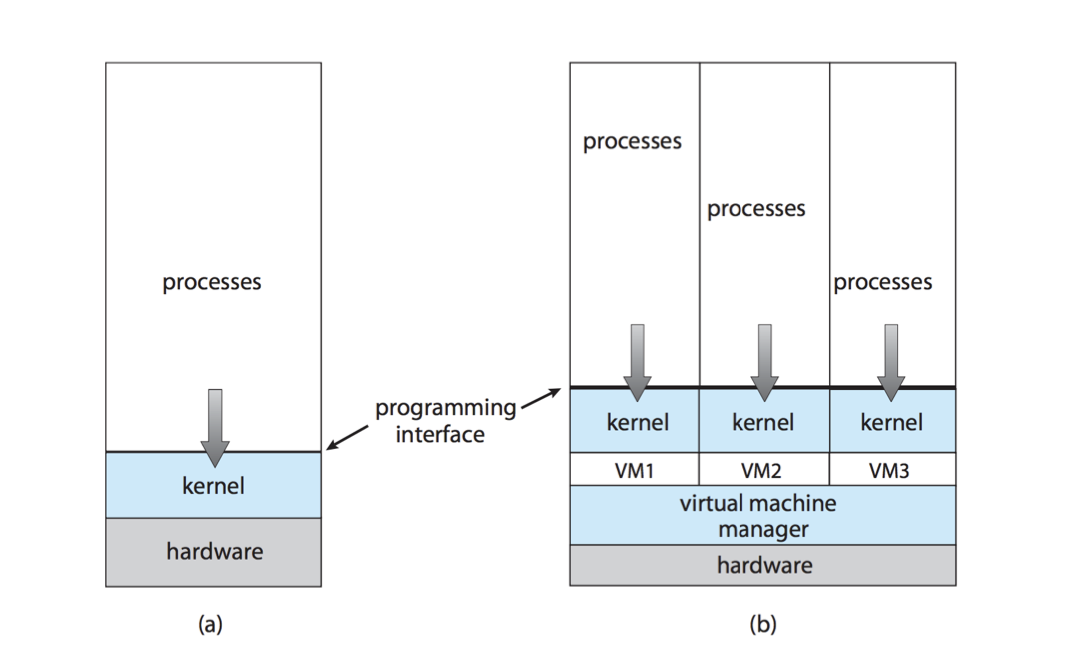 processes
kernel
hardware
(a)
programming
interface
processes
processes
processes
kernel
kernel
kernel
VM1
VM2
VM3
virtual machine
manager
hardware
(b)